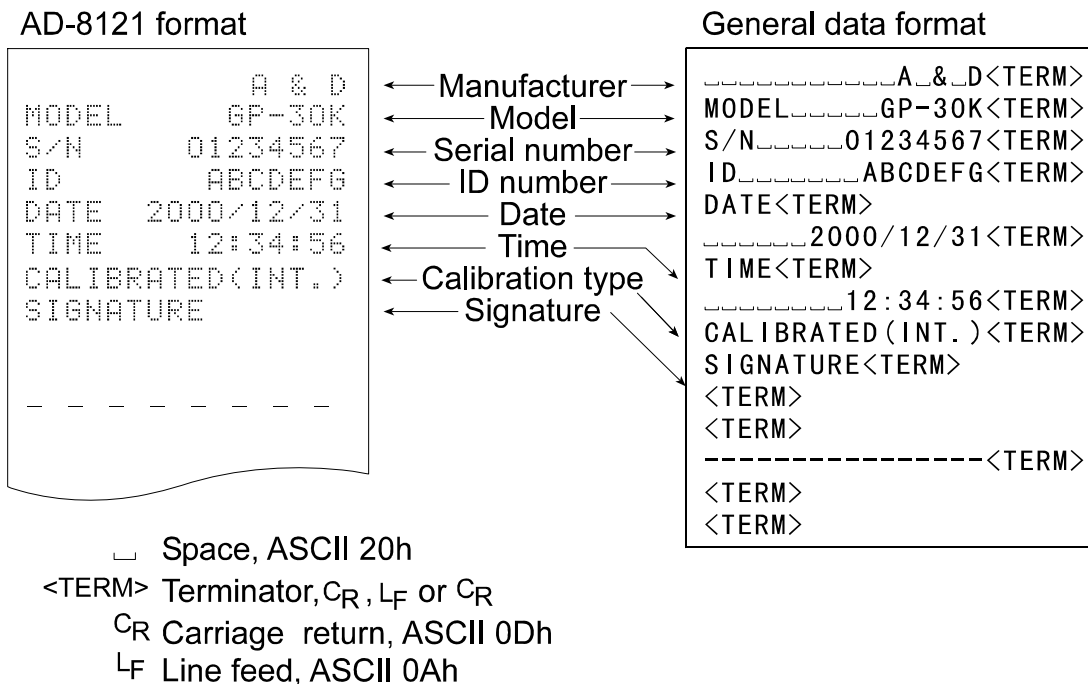 AD-8121 format
A & D
MODEL GP-30K
S/N 01234567
ID ABCDEFG
DATE 2000/12/31
TIME 12:34:56
CALIBRATED(INT.)
SIGNATURE
_ _ _ _ _ _ _ _
Manufacturer
Model
Serial number
ID number
Date
Time
Calibration type
Signature
General data format
␣␣␣␣␣␣␣␣␣␣␣A␣&␣D<TERM>
MODEL␣␣␣␣␣GP-30K<TERM>
S/N␣␣␣␣␣01234567<TERM>
ID␣␣␣␣␣␣␣ABCDEFG<TERM>
DATE<TERM>
␣␣␣␣␣␣2000/12/31<TERM>
TIME<TERM>
␣␣␣␣␣␣␣␣12:34:56<TERM>
CALIBRATED(INT.)<TERM>
SIGNATURE<TERM>
<TERM>
<TERM>
----------------<TERM>
<TERM>
<TERM>
␣ Space, ASCII 20h
<TERM> Terminator, CR, LF or CR
CR Carriage return, ASCII 0Dh
LF Line feed, ASCII 0Ah